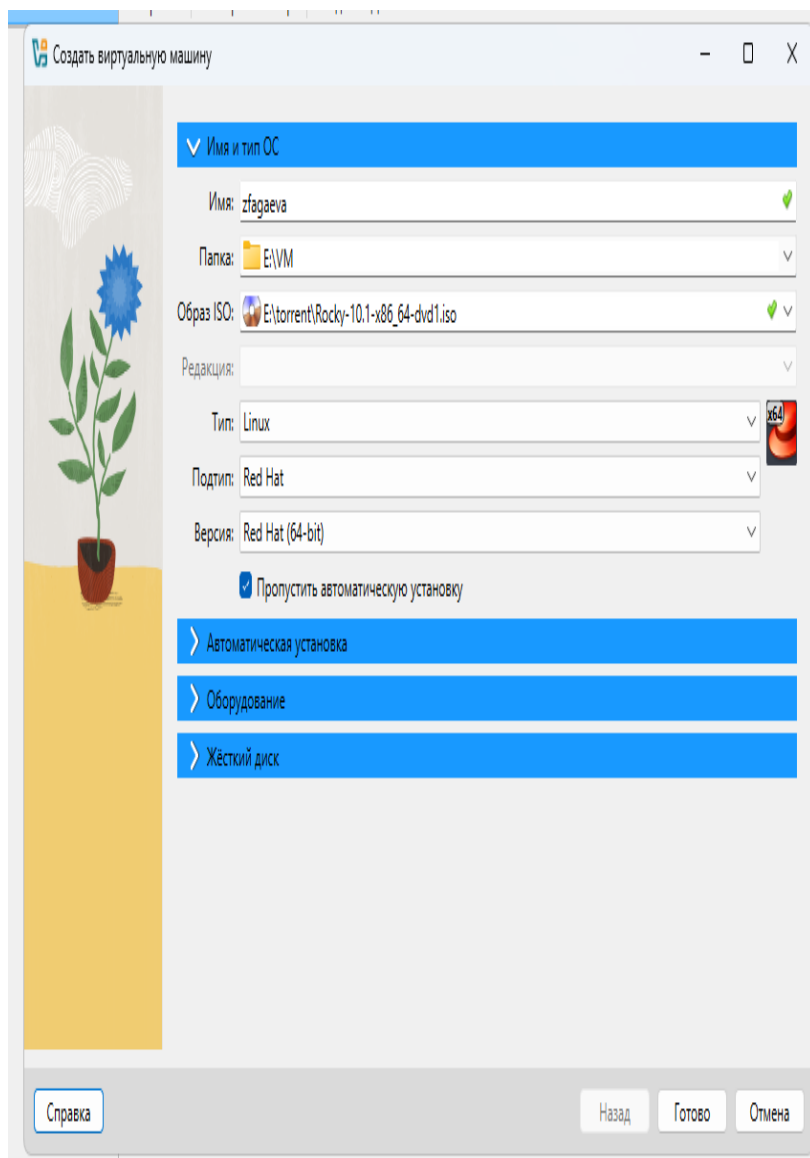 Создать виртуальную машину
Имя и тип ОС
Имя: zfagaeva
Папка: E:\VM
Образ ISO: E:\torrent\Rocky-10.1-x86_64-dvd1.iso
Редакция:
Тип: Linux
x64
Подтип: Red Hat
Версия: Red Hat (64-bit)
Пропустить автоматическую установку
Автоматическая установка
Оборудование
Жёсткий диск
Справка Назад Готово Отмена